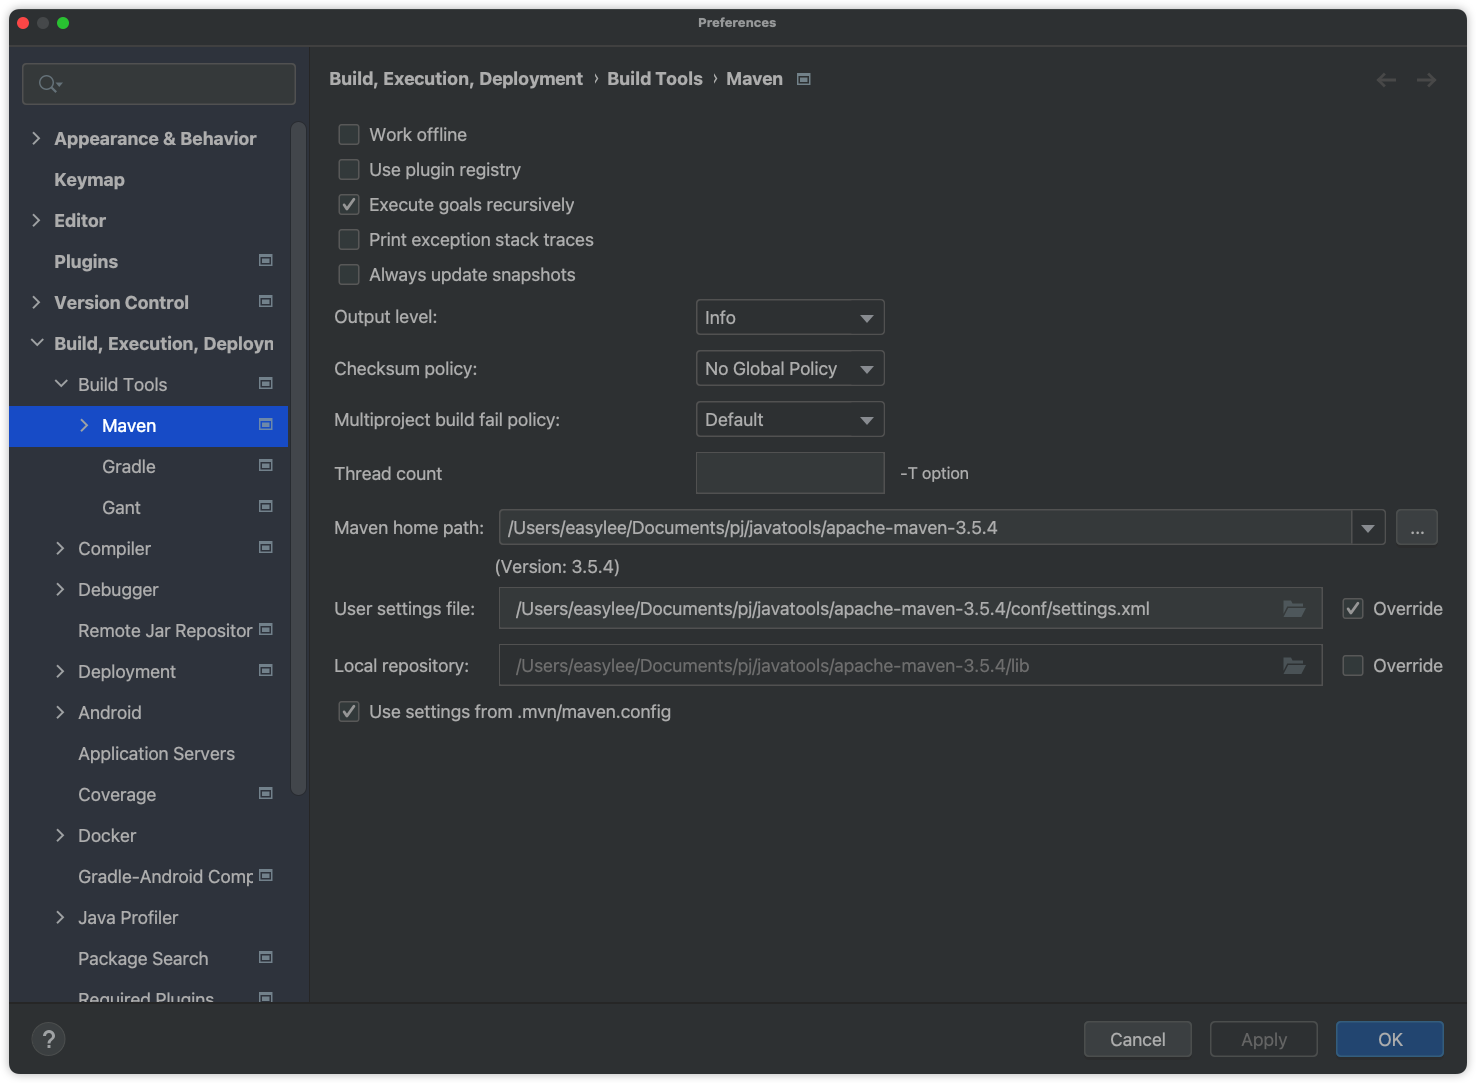 Preferences
Build, Execution, Deployment › Build Tools › Maven
Appearance & Behavior
Keymap
Editor
Plugins
Version Control
Build, Execution, Deployn
Build Tools
Maven
Gradle
Gant
Compiler
Debugger
Remote Jar Repositor
Deployment
Android
Application Servers
Coverage
Docker
Gradle-Android Comp
Java Profiler
Package Search
Required Plugins
Work offline
Use plugin registry
Execute goals recursively
Print exception stack traces
Always update snapshots
Output level: Info
Checksum policy: No Global Policy
Multiproject build fail policy: Default
Thread count -T option
Maven home path: /Users/easylee/Documents/pj/javatools/apache-maven-3.5.4 ...
(Version: 3.5.4)
User settings file: /Users/easylee/Documents/pj/javatools/apache-maven-3.5.4/conf/settings.xml Override
Local repository: /Users/easylee/Documents/pj/javatools/apache-maven-3.5.4/lib Override
Use settings from .mvn/maven.config
? Cancel Apply OK